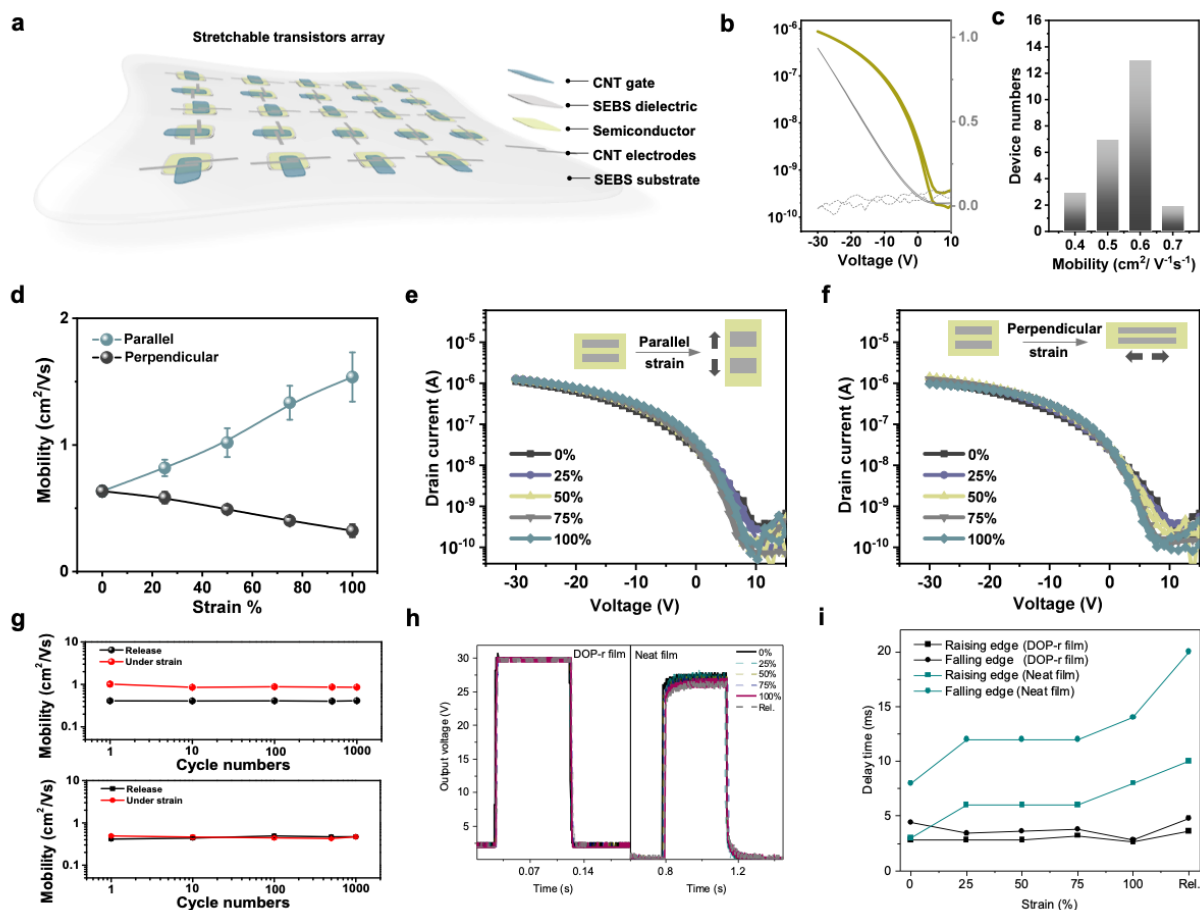 a
Stretchable transistors array
CNT gate
SEBS dielectric
Semiconductor
CNT electrodes
SEBS substrate
b
10⁻⁶
10⁻⁷
10⁻⁸
10⁻⁹
10⁻¹⁰
1.0
0.5
0.0
-30 -20 -10 0 10
Voltage (V)
c
Device numbers
16
14
12
10
8
6
4
2
0
0.4 0.5 0.6 0.7
Mobility (cm²/ V⁻¹s⁻¹)
d
Mobility (cm²/Vs)
2
1
0
Parallel
Perpendicular
0 20 40 60 80 100
Strain %
e
Drain current (A)
10⁻⁴
10⁻⁵
10⁻⁶
10⁻⁷
10⁻⁸
10⁻⁹
10⁻¹⁰
Parallel
strain
0%
25%
50%
75%
100%
-30 -20 -10 0 10
Voltage (V)
f
Drain current (A)
10⁻⁴
10⁻⁵
10⁻⁶
10⁻⁷
10⁻⁸
10⁻⁹
10⁻¹⁰
Perpendicular
strain
0%
25%
50%
75%
100%
-30 -20 -10 0 10
Voltage (V)
g
Mobility (cm²/Vs)
10
1
0.1
Release
Under strain
1 10 100 1000
Cycle numbers
Mobility (cm²/Vs)
10
1
0.1
Release
Under strain
1 10 100 1000
Cycle numbers
h
Output voltage (V)
30
25
20
15
10
5
0
DOP-r film
Neat film
0%
25%
50%
75%
100%
Rel.
0.07 0.14
Time (s)
0.8 1.2
Time (s)
i
Delay time (ms)
20
15
10
5
0
Raising edge (DOP-r film)
Falling edge (DOP-r film)
Raising edge (Neat film)
Falling edge (Neat film)
0 25 50 75 100 Rel.
Strain (%)